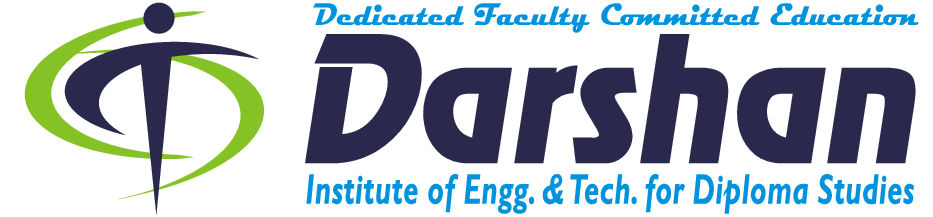 Dedicated Faculty Committed Education
Darshan
Institute of Engg. & Tech. for Diploma Studies